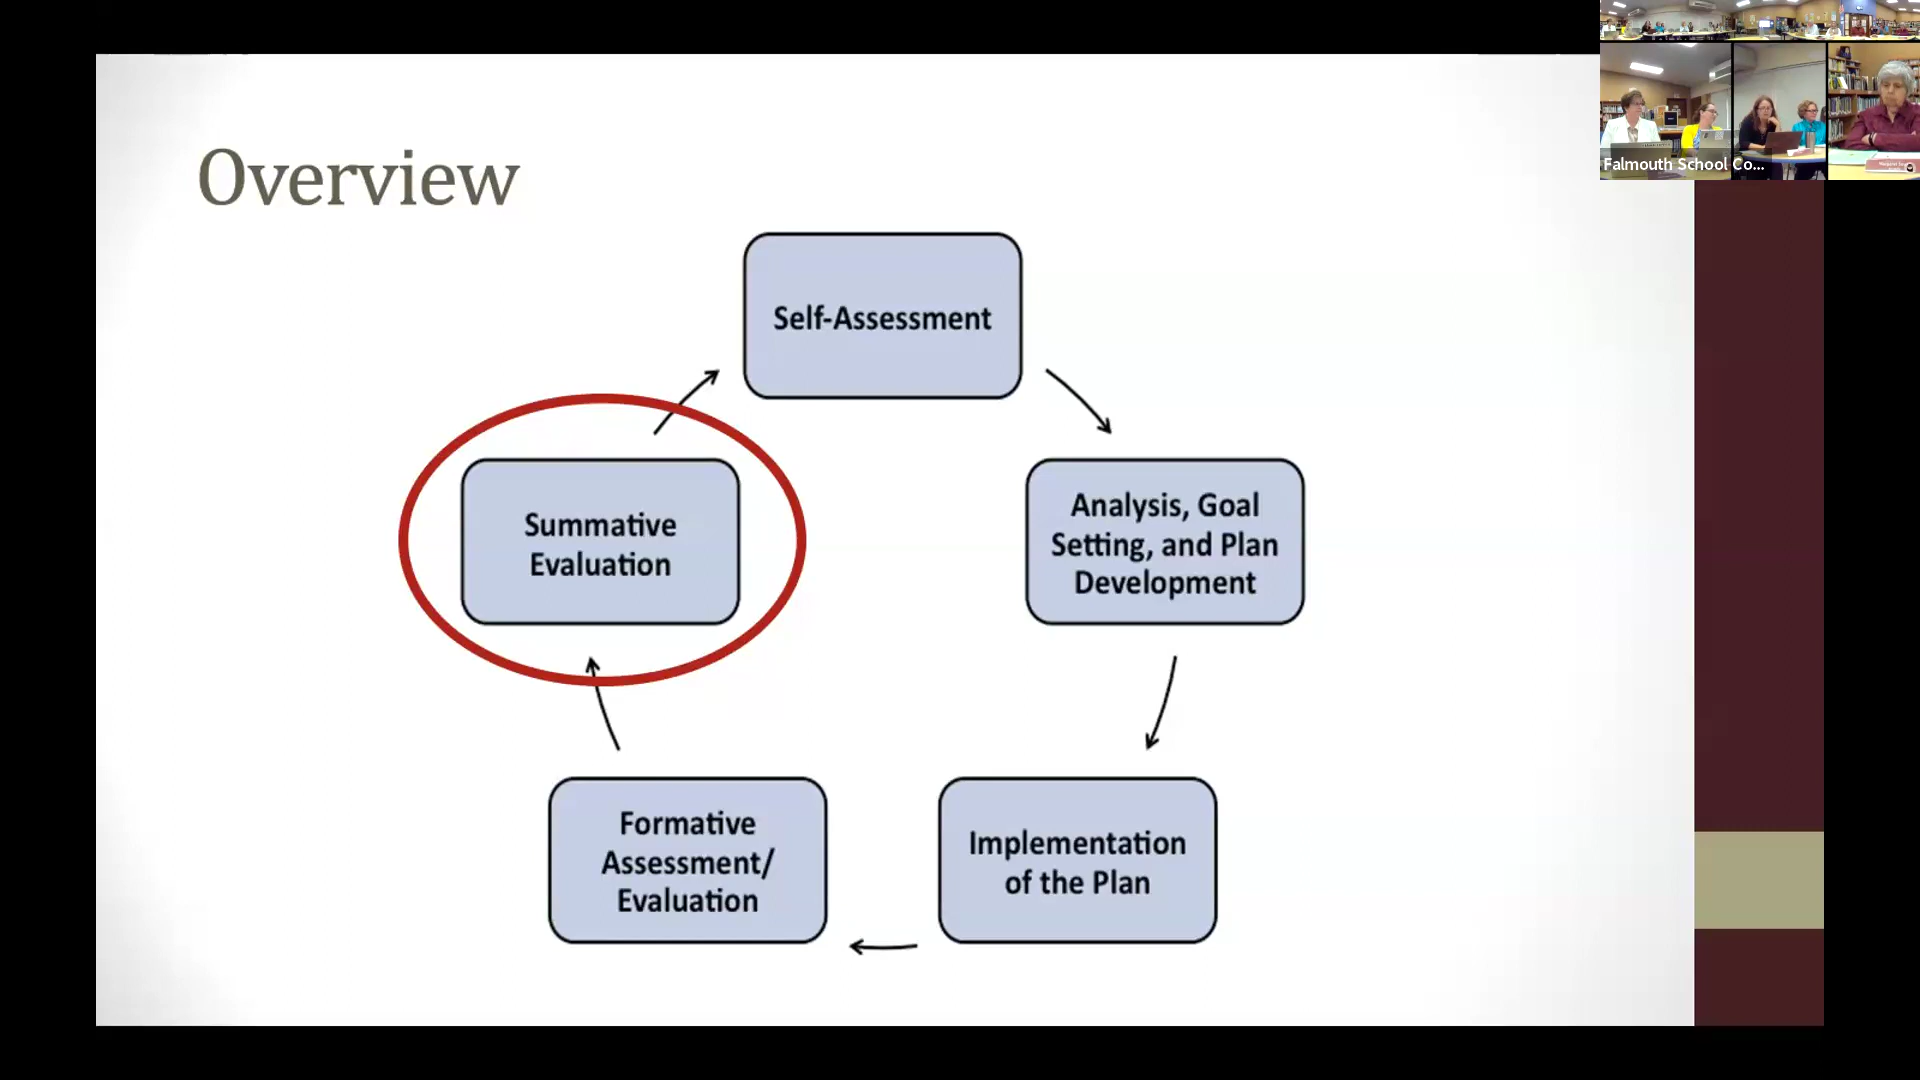 Overview
Falmouth School Co...
Self-Assessment
Summative
Evaluation
Analysis, Goal
Setting, and Plan
Development
Formative
Assessment/
Evaluation
Implementation
of the Plan